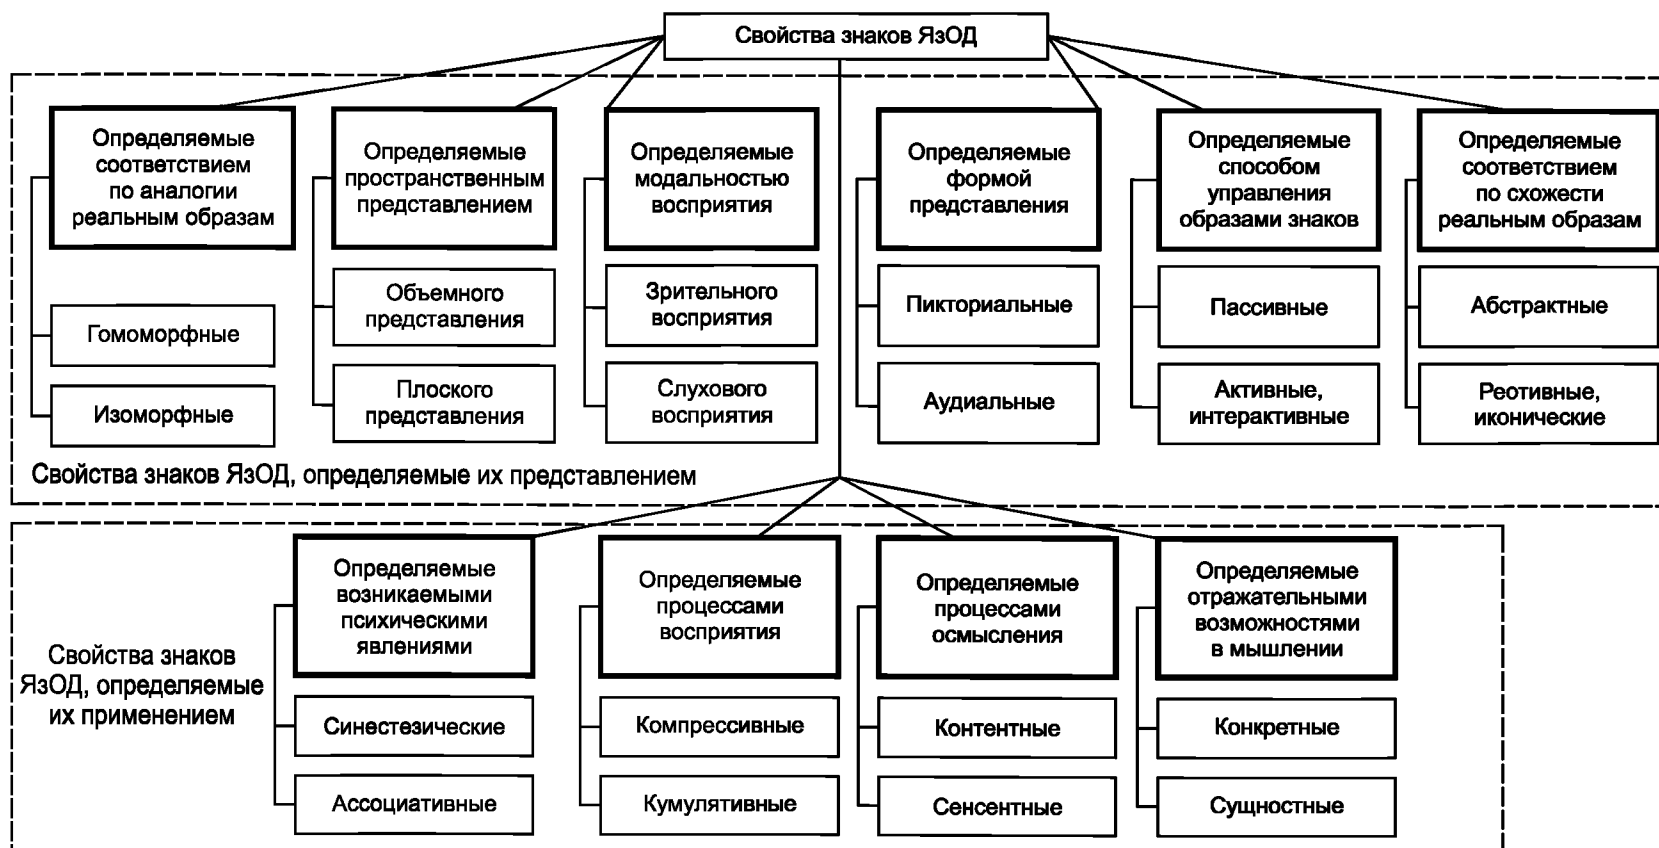 Свойства знаков ЯзОД
Определяемые
соответствием
по аналогии
реальным образам
Гомоморфные
Изоморфные
Определяемые
пространственным
представлением
Объемного
представления
Плоского
представления
Определяемые
модальностью
восприятия
Зрительного
восприятия
Слухового
восприятия
Определяемые
формой
представления
Пикториальные
Аудиальные
Определяемые
способом
управления
образами знаков
Пассивные
Активные,
интерактивные
Определяемые
соответствием
по схожести
реальным образам
Абстрактные
Реотивные,
иконические
Свойства знаков ЯзОД, определяемые их представлением
Свойства знаков
ЯзОД, определяемые
их применением
Определяемые
возникаемыми
психическими
явлениями
Синестезические
Ассоциативные
Определяемые
процессами
восприятия
Компрессивные
Кумулятивные
Определяемые
процессами
осмысления
Контентные
Сенсентные
Определяемые
отражательными
возможностями
в мышлении
Конкретные
Сущностные